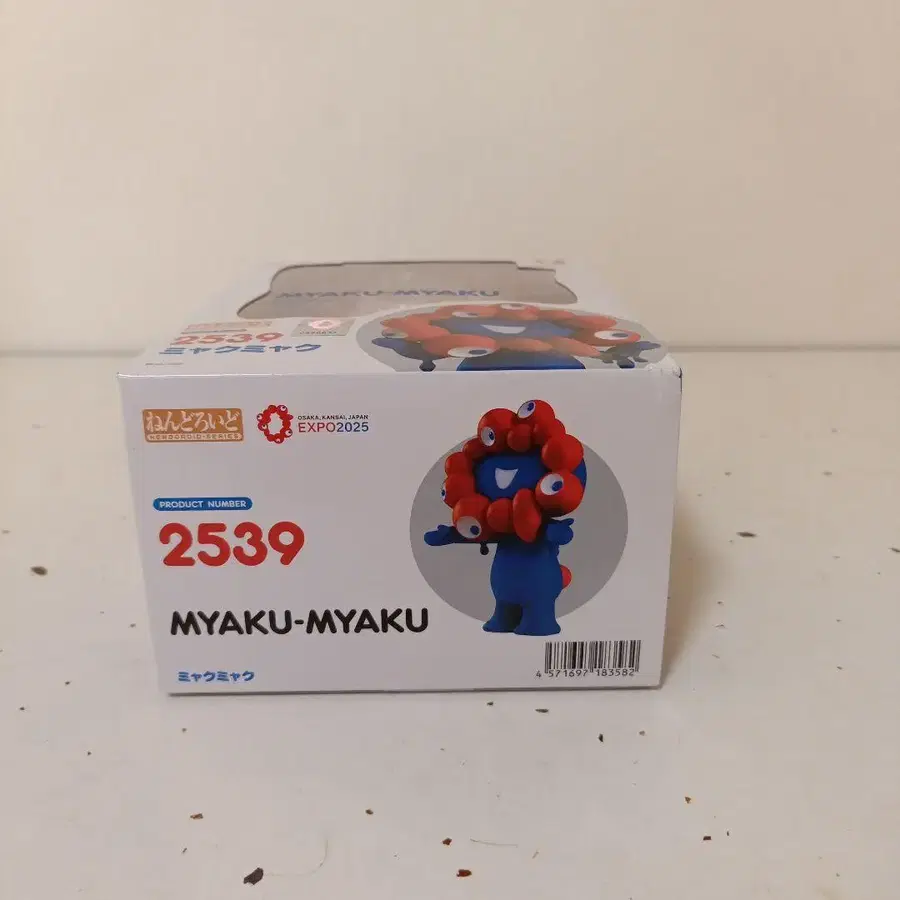 MYAKU-MYAKU
2539
ミャクミャク
ねんどろいど
NENDOROID-SERIES
OSAKA, KANSAI, JAPAN
EXPO2025
PRODUCT NUMBER
2539
MYAKU-MYAKU
ミャクミャク
4 571697 183582